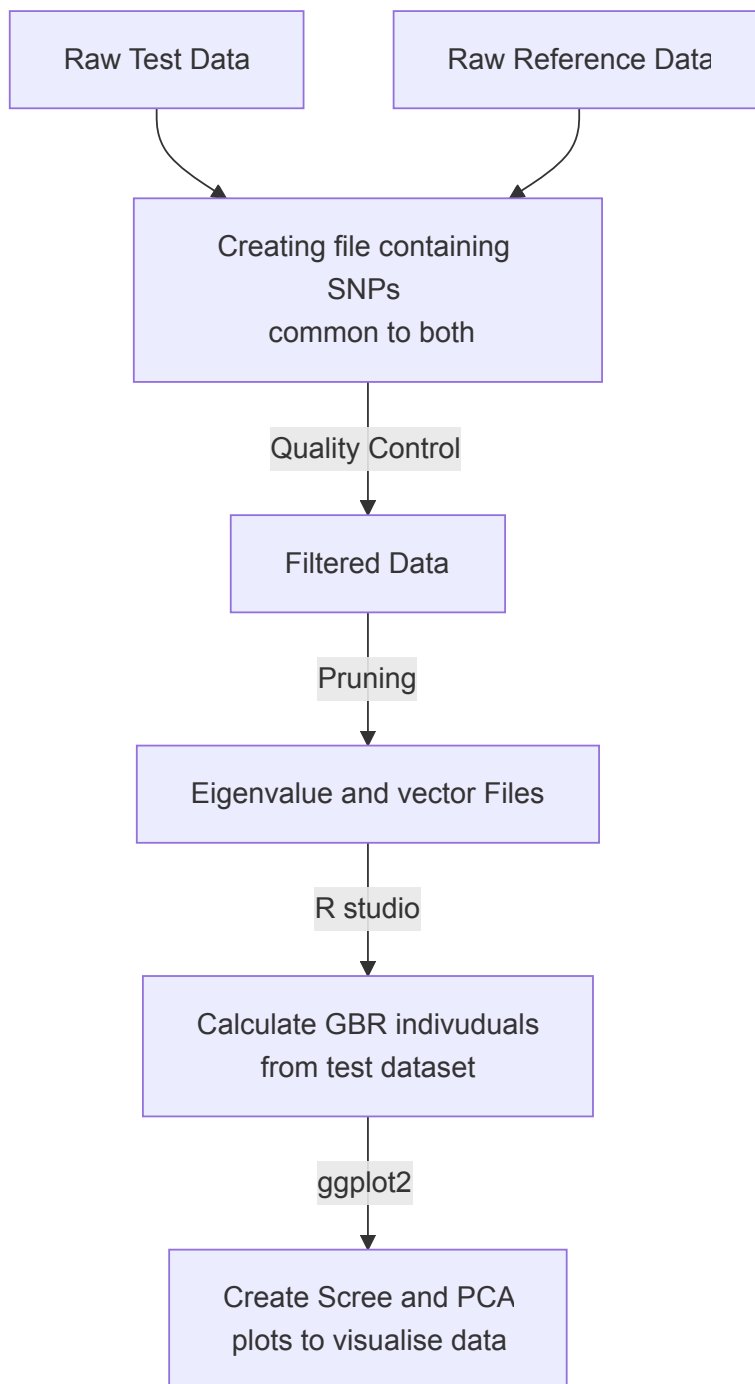 Raw Test Data
Raw Reference Data
Creating file containing
SNPs
common to both
Quality Control
Filtered Data
Pruning
Eigenvalue and vector Files
R studio
Calculate GBR indivuduals
from test dataset
ggplot2
Create Scree and PCA
plots to visualise data